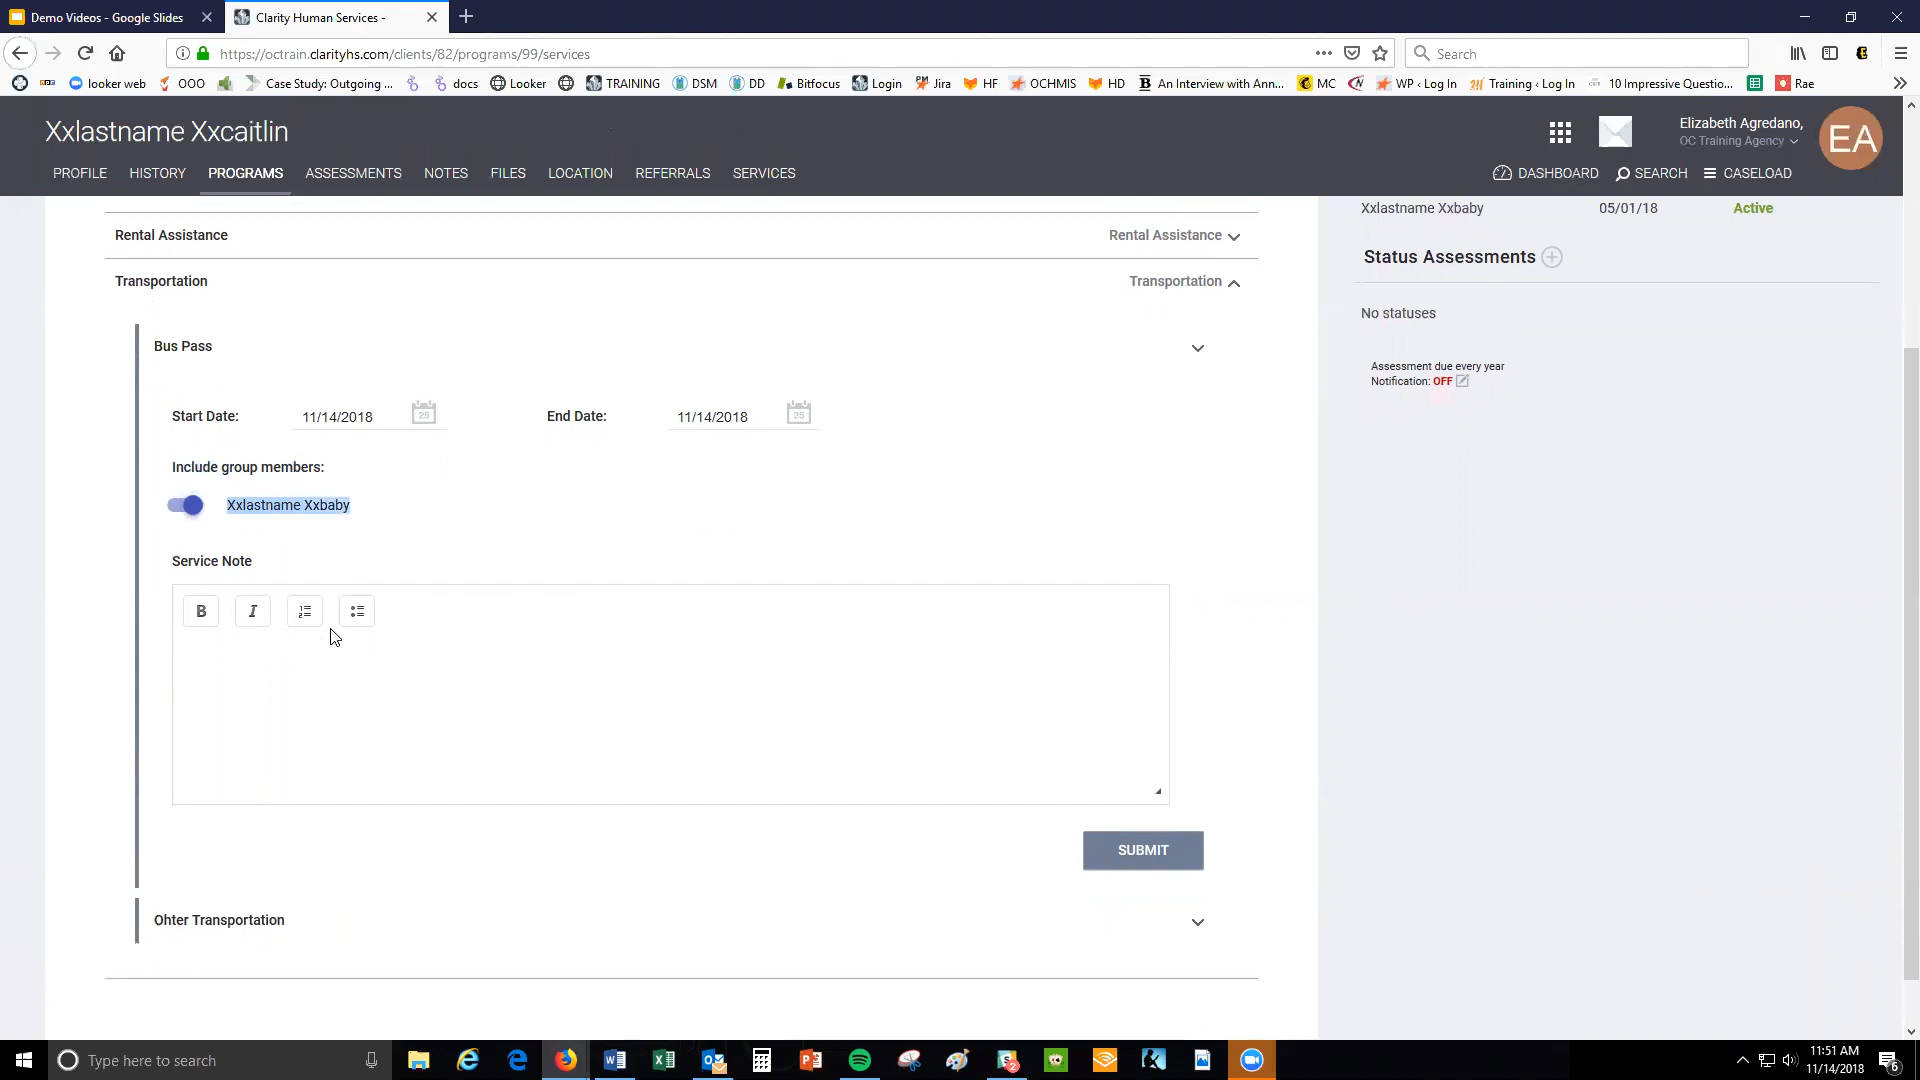 Demo Videos - Google Slides
Clarity Human Services -
https://octrain.clarityhs.com/clients/82/programs/99/services
Search
looker web
OOO
Case Study: Outgoing ...
docs
Looker
TRAINING
DSM
DD
Bitfocus
Login
Jira
HF
OCHMIS
HD
An Interview with Ann...
MC
WP ‹ Log In
Training ‹ Log In
10 Impressive Questio...
Rae
Xxlastname Xxcaitlin
Elizabeth Agredano,
OC Training Agency
EA
PROFILE
HISTORY
PROGRAMS
ASSESSMENTS
NOTES
FILES
LOCATION
REFERRALS
SERVICES
DASHBOARD
SEARCH
CASELOAD
Xxlastname Xxbaby 05/01/18 Active
Rental Assistance
Rental Assistance
Status Assessments
Transportation
Transportation
No statuses
Bus Pass
Assessment due every year
Notification: OFF
Start Date: 11/14/2018 25
End Date: 11/14/2018 25
Include group members:
Xxlastname Xxbaby
Service Note
B I
SUBMIT
Ohter Transportation
Type here to search
11:51 AM
11/14/2018
6